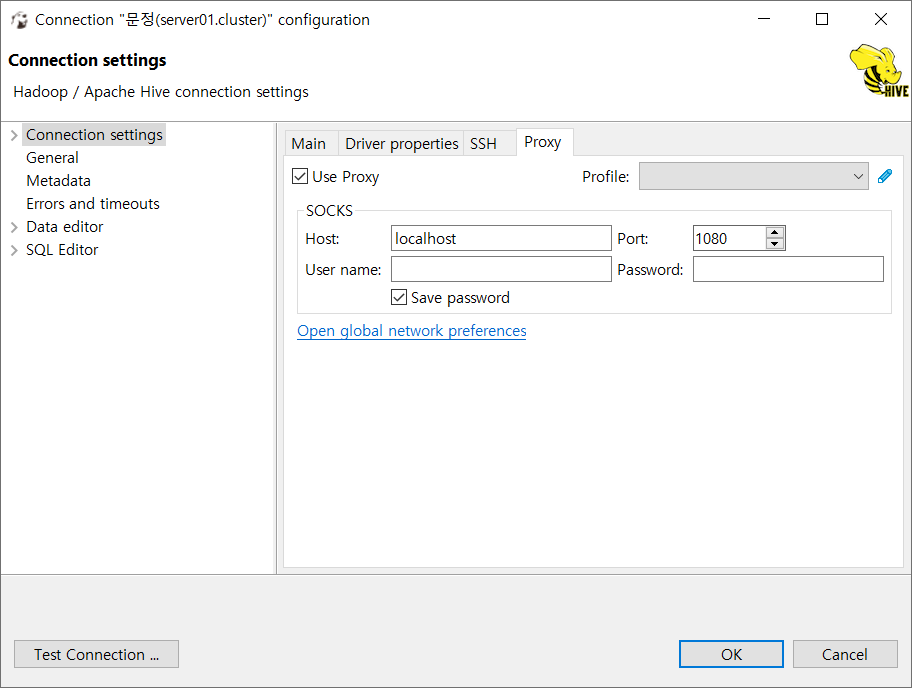 Connection "문정(server01.cluster)" configuration
Connection settings
Hadoop / Apache Hive connection settings
HIVE
Connection settings
General
Metadata
Errors and timeouts
Data editor
SQL Editor
Main Driver properties SSH Proxy
Use Proxy Profile:
SOCKS
Host: localhost Port: 1080
User name: Password:
Save password
Open global network preferences
Test Connection ... OK Cancel